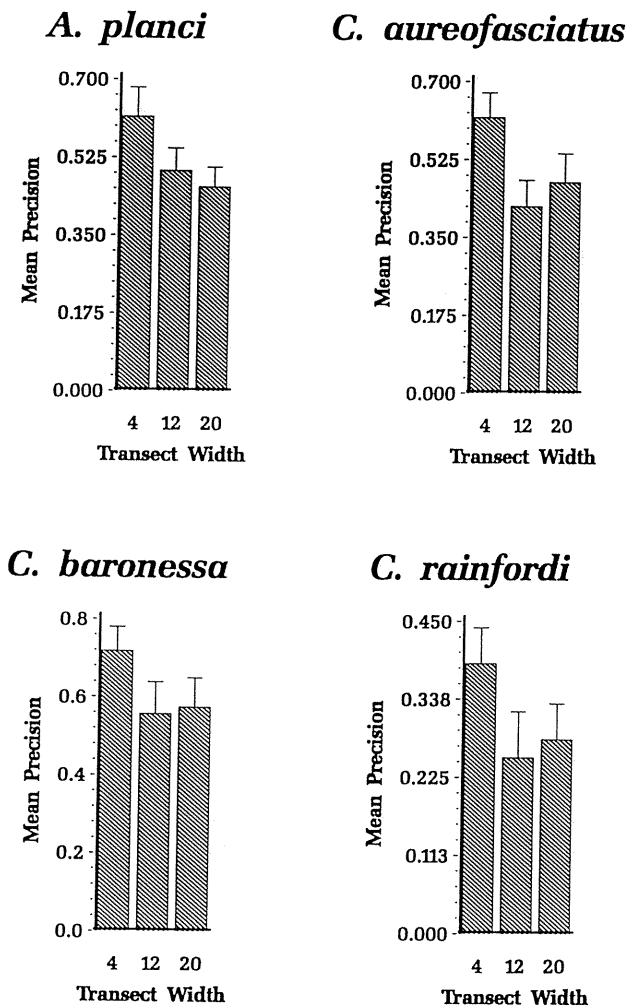 A. planci
0.700
0.525
0.350
0.175
0.000
Mean Precision
4 12 20
Transect Width
C. aureofasciatus
0.700
0.525
0.350
0.175
0.000
Mean Precision
4 12 20
Transect Width
C. baronessa
0.8
0.6
0.4
0.2
0.0
Mean Precision
4 12 20
Transect Width
C. rainfordi
0.450
0.338
0.225
0.113
0.000
Mean Precision
4 12 20
Transect Width